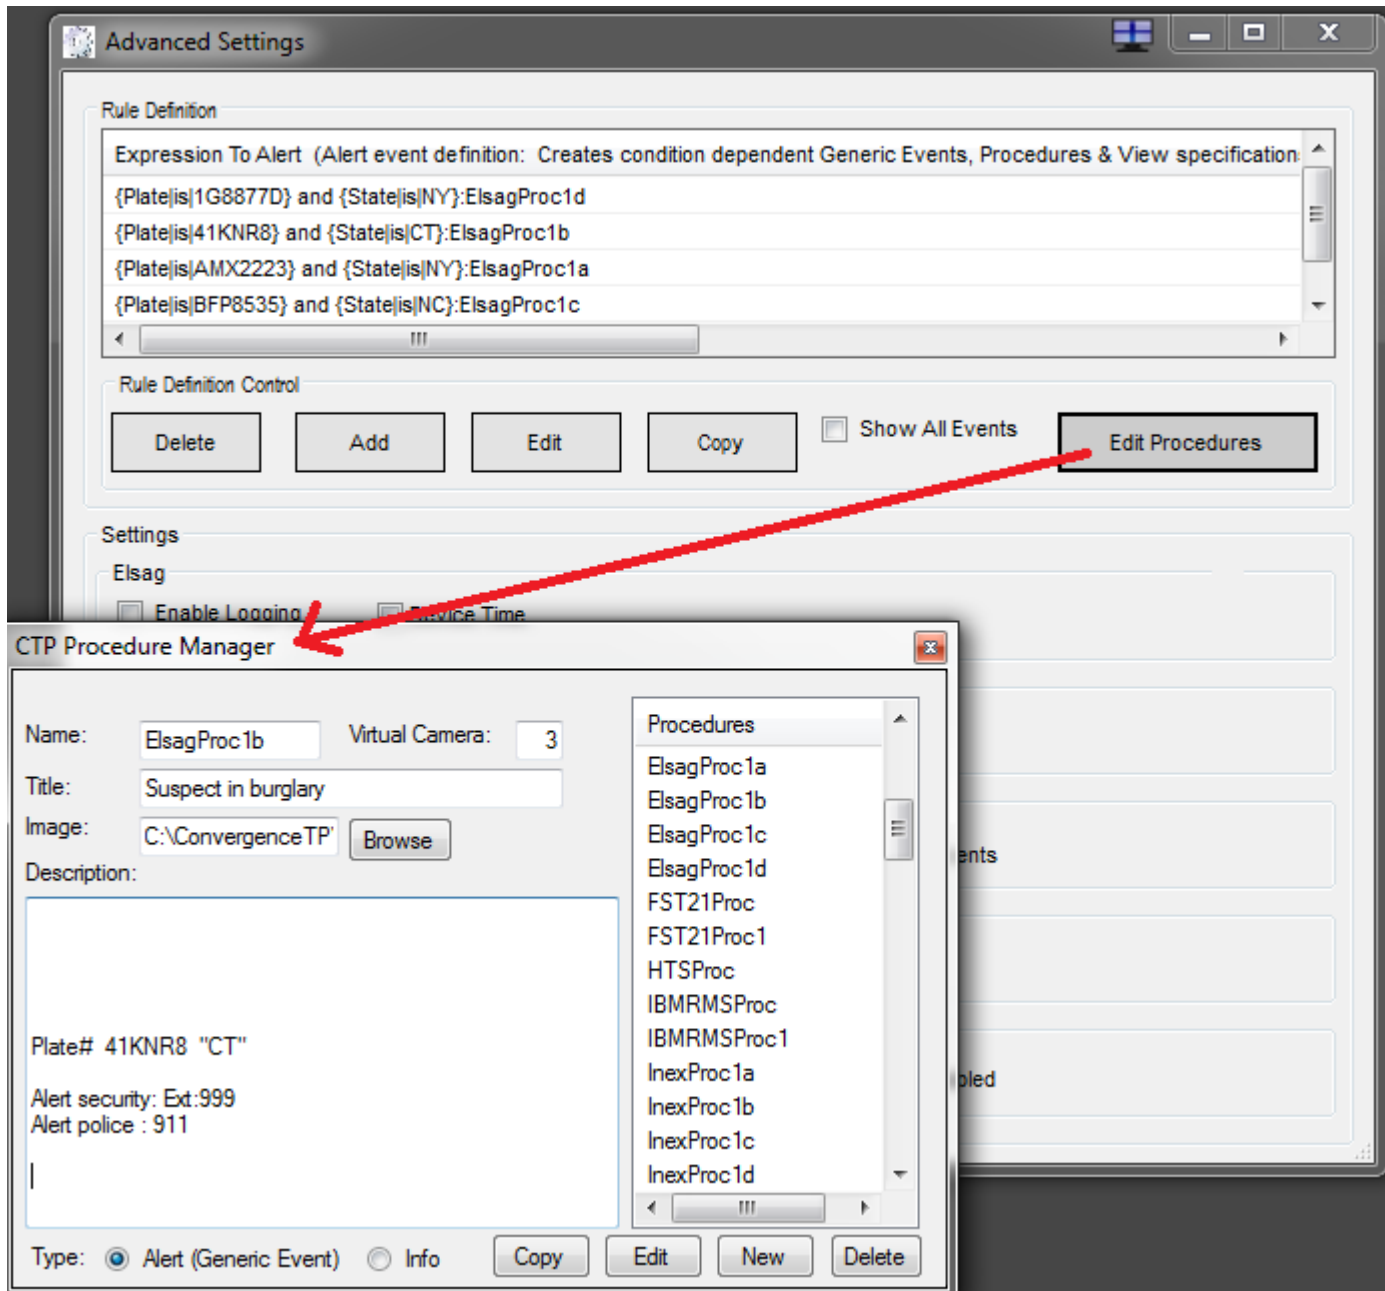 Advanced Settings
Rule Definition
Expression To Alert  (Alert event definition:  Creates condition dependent Generic Events, Procedures & View specification
{Plate|is|1G8877D} and {State|is|NY}:ElsagProc1d
{Plate|is|41KNR8} and {State|is|CT}:ElsagProc1b
{Plate|is|AMX2223} and {State|is|NY}:ElsagProc1a
{Plate|is|BFP8535} and {State|is|NC}:ElsagProc1c
Rule Definition Control
Delete Add Edit Copy Show All Events Edit Procedures
Settings
Elsag
Enable Logging Device Time
CTP Procedure Manager
Name: ElsagProc1b Virtual Camera: 3
Title: Suspect in burglary
Image: C:\ConvergenceTP Browse
Description:
Plate#  41KNR8  "CT"
Alert security: Ext:999
Alert police : 911
Type: Alert (Generic Event) Info Copy Edit New Delete
Procedures
ElsagProc1a
ElsagProc1b
ElsagProc1c
ElsagProc1d
FST21Proc
FST21Proc1
HTSProc
IBMRMSProc
IBMRMSProc1
InexProc1a
InexProc1b
InexProc1c
InexProc1d
ents
bled